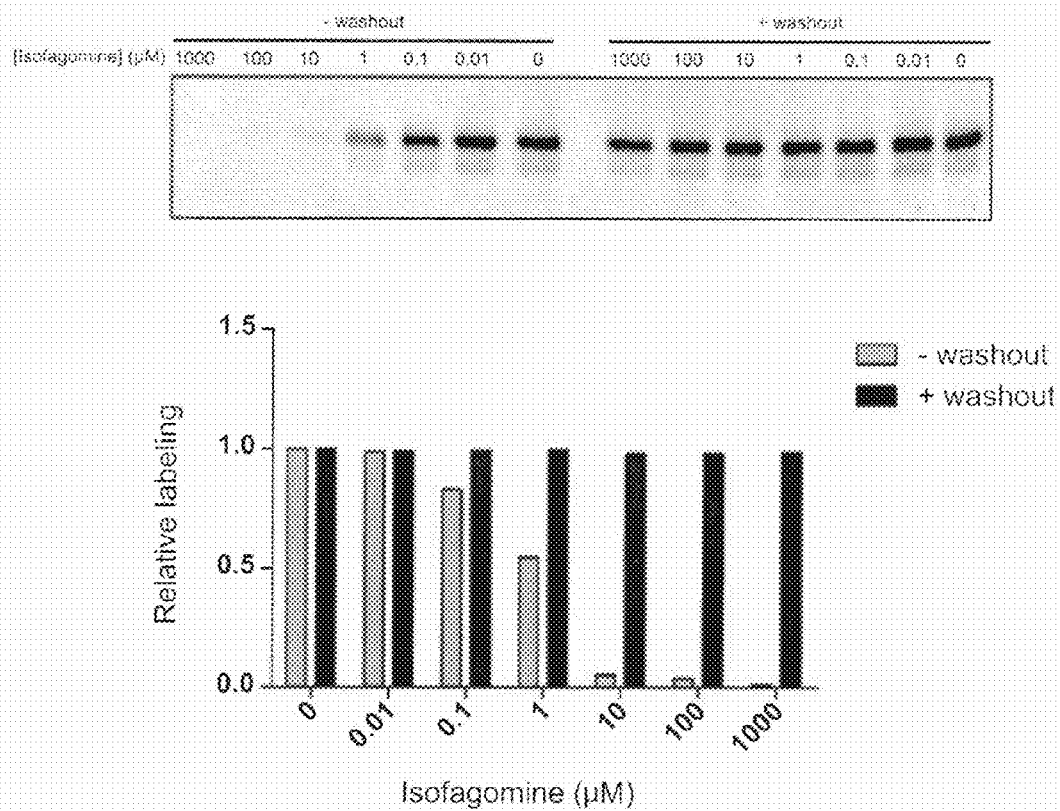 - washout + washout
[Isofagomine] (µM) 1000 100 10 1 0.1 0.01 0 1000 100 10 1 0.1 0.01 0
1.5
- washout
+ washout
1.0
Relative labeling
0.5
0.0
0 0.01 0.1 1 10 100 1000
Isofagomine (µM)